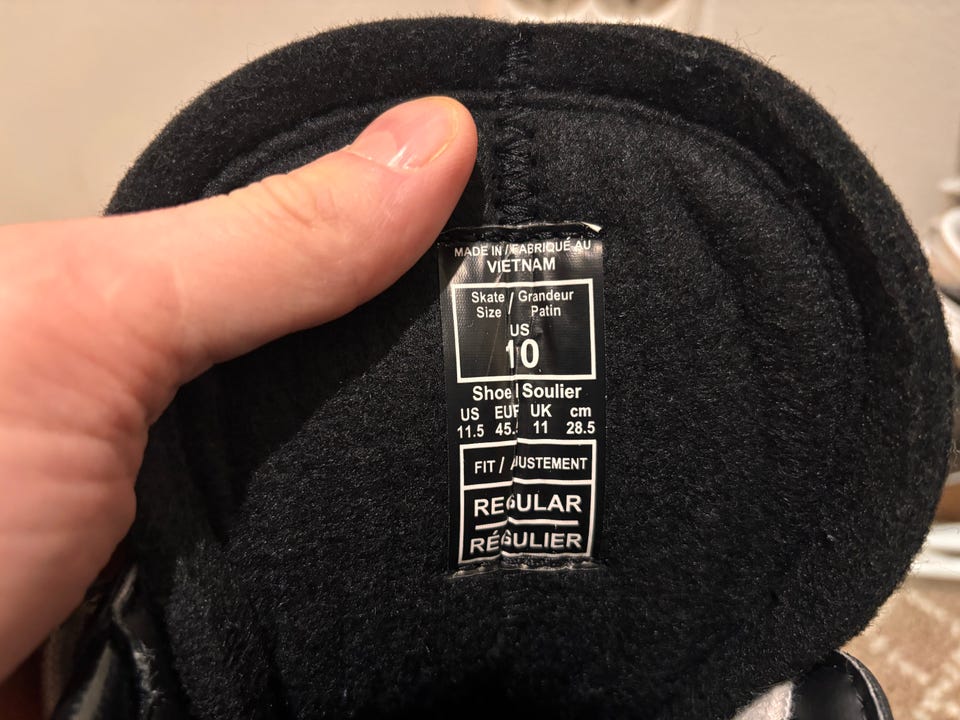 MADE IN / FABRIQUÉ AU
VIETNAM
Skate / Grandeur
Size / Patin
US
10
Shoe | Soulier
US EUR UK cm
11.5 45.5 11 28.5
FIT / AJUSTEMENT
REGULAR
RÉGULIER